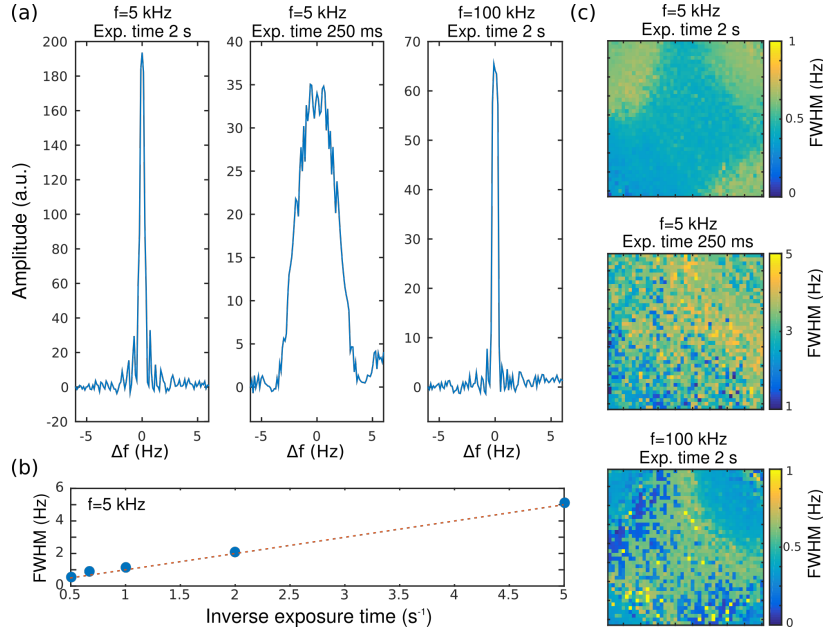 (a)
f=5 kHz
Exp. time 2 s
f=5 kHz
Exp. time 250 ms
f=100 kHz
Exp. time 2 s
Amplitude (a.u.)
200
180
160
140
120
100
80
60
40
20
0
-20
-5
0
5
Δf (Hz)
40
35
30
25
20
15
10
5
0
-5
0
5
Δf (Hz)
70
60
50
40
30
20
10
0
-5
0
5
Δf (Hz)
(b)
f=5 kHz
FWHM (Hz)
6
4
2
0
0.5
1
1.5
2
2.5
3
3.5
4
4.5
5
Inverse exposure time (s⁻¹)
(c)
f=5 kHz
Exp. time 2 s
1
0.5
0
FWHM (Hz)
f=5 kHz
Exp. time 250 ms
5
3
1
FWHM (Hz)
f=100 kHz
Exp. time 2 s
1
0.5
0
FWHM (Hz)